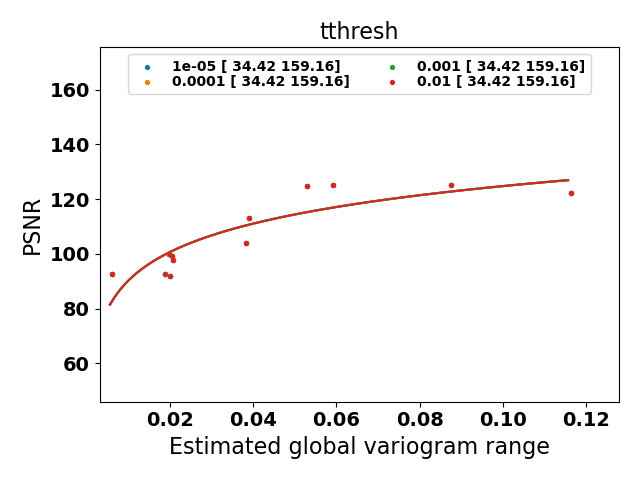 tthresh
1e-05 [ 34.42 159.16]
0.0001 [ 34.42 159.16]
0.001 [ 34.42 159.16]
0.01 [ 34.42 159.16]
PSNR
160
140
120
100
80
60
0.02 0.04 0.06 0.08 0.10 0.12
Estimated global variogram range